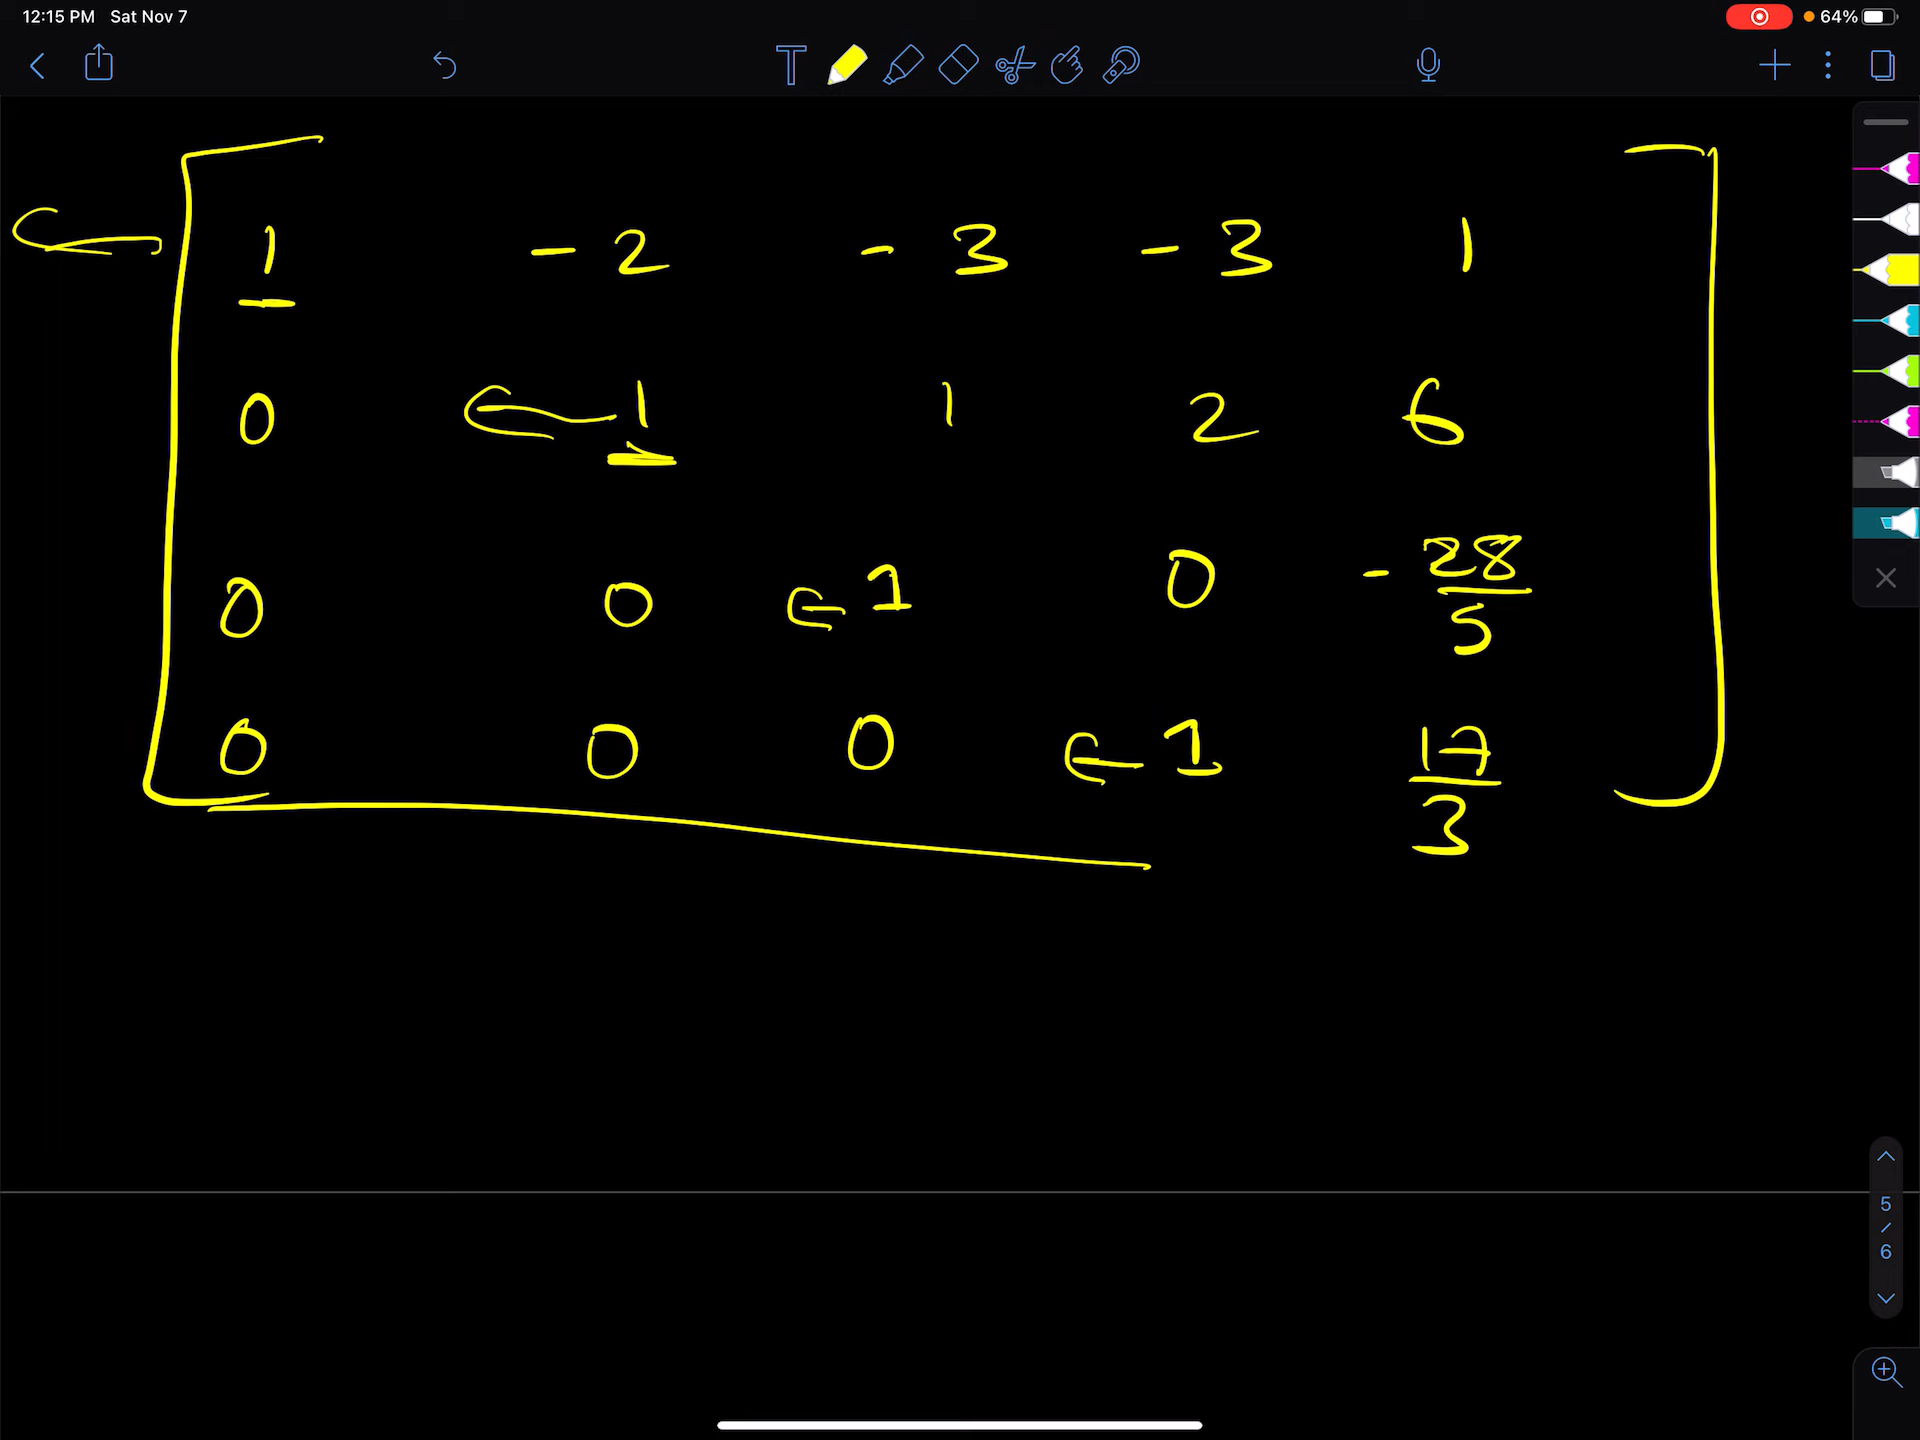 12:15 PM Sat Nov 7 64%
T
1 - 2 - 3 - 3 1
0 1 1 2 6
0 0 1 0 - 28/5
0 0 0 1 17/3
5
/
6